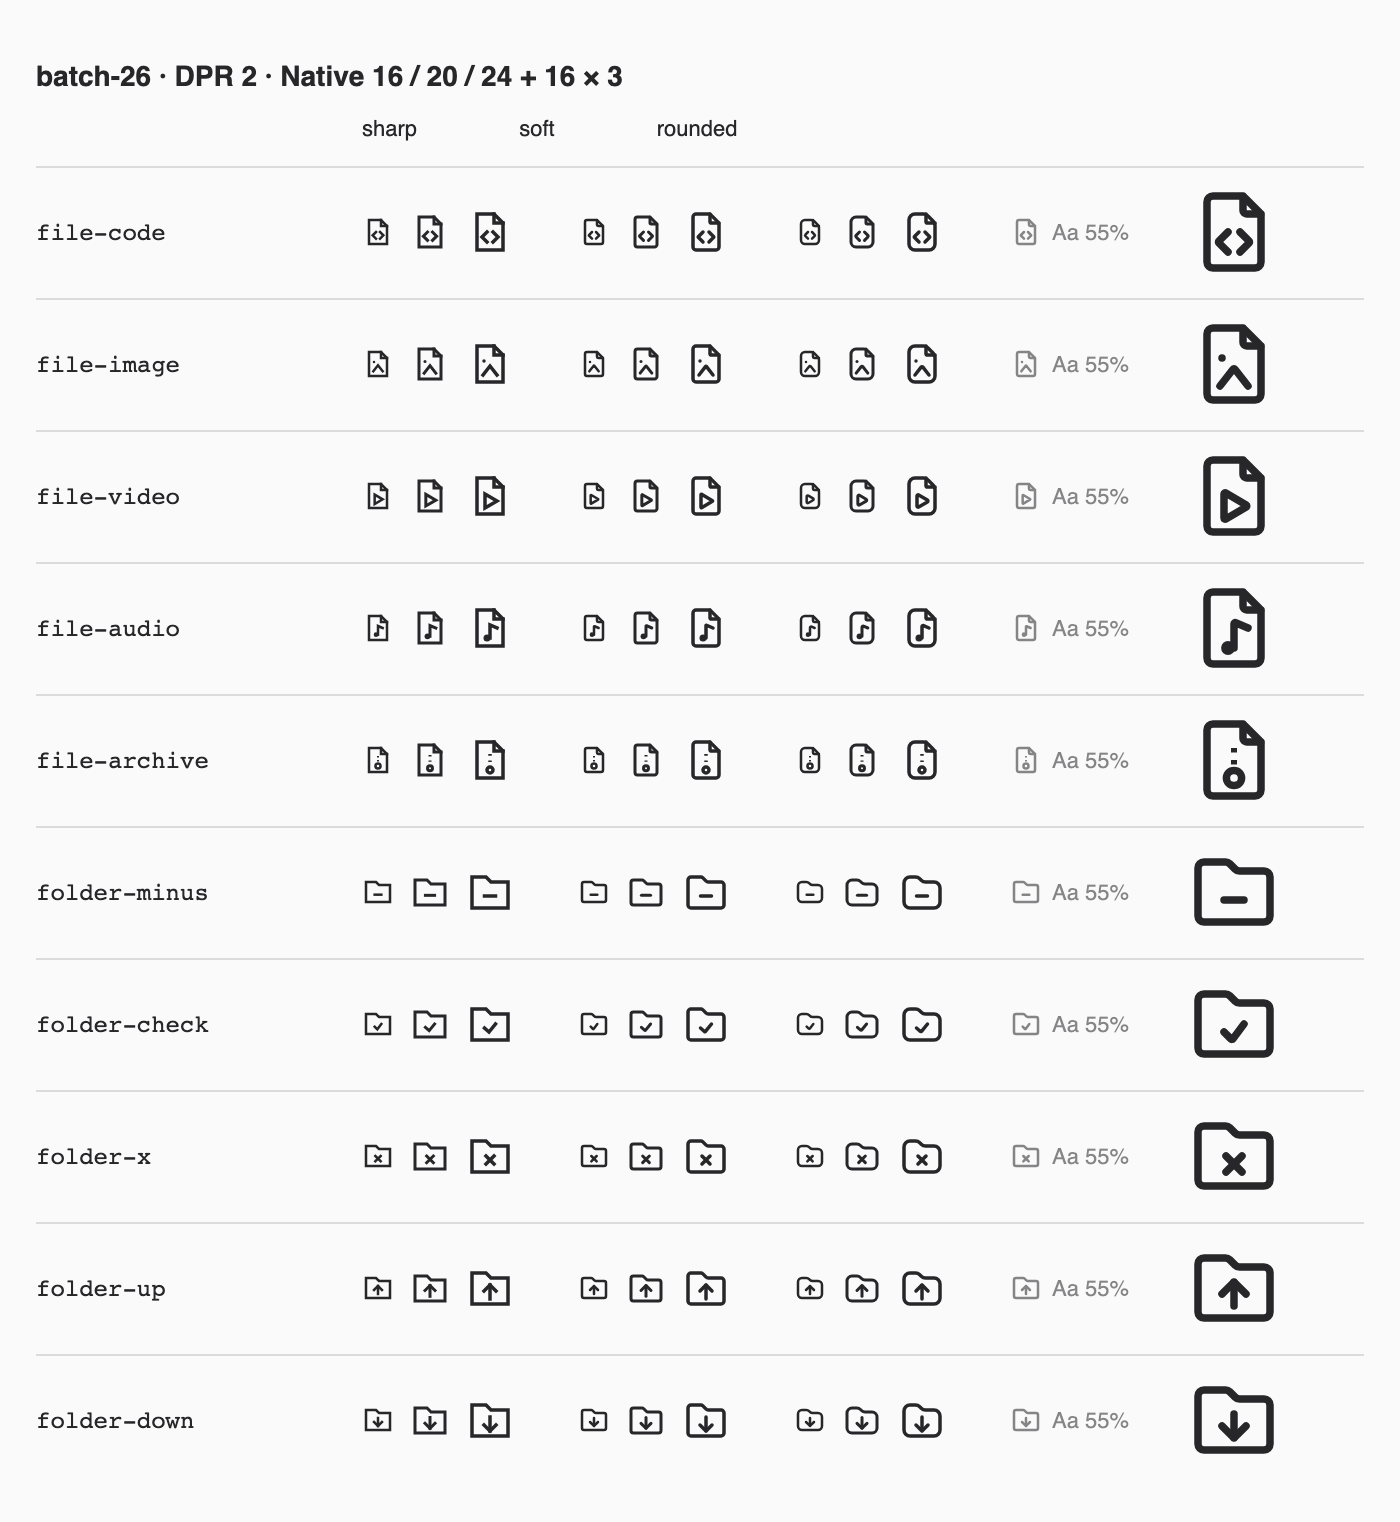 batch-26 · DPR 2 · Native 16 / 20 / 24 + 16 × 3
sharp soft rounded
file-code Aa 55%
file-image Aa 55%
file-video Aa 55%
file-audio Aa 55%
file-archive Aa 55%
folder-minus Aa 55%
folder-check Aa 55%
folder-x Aa 55%
folder-up Aa 55%
folder-down Aa 55%